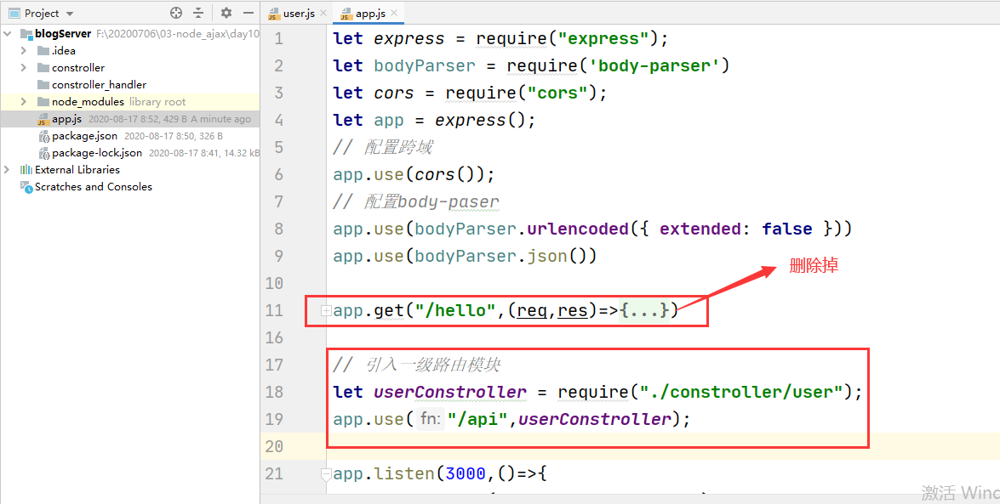 Project
user.js
app.js
blogServer F:\20200706\03-node_ajax\day10
.idea
constroller
constroller_handler
node_modules library root
app.js 2020-08-17 8:52, 429 B A minute ago
package.json 2020-08-17 8:50, 326 B
package-lock.json 2020-08-17 8:41, 14.32 kB
External Libraries
Scratches and Consoles
1 let express = require("express");
2 let bodyParser = require('body-parser')
3 let cors = require("cors");
4 let app = express();
5 // 配置跨域
6 app.use(cors());
7 // 配置body-paser
8 app.use(bodyParser.urlencoded({ extended: false }))
9 app.use(bodyParser.json())
10
删除掉
11 app.get("/hello",(req,res)=>{...})
16
17 // 引入一级路由模块
18 let userConstroller = require("./constroller/user");
19 app.use( fn: "/api",userConstroller);
20
21 app.listen(3000,()=>{
激活 Wind